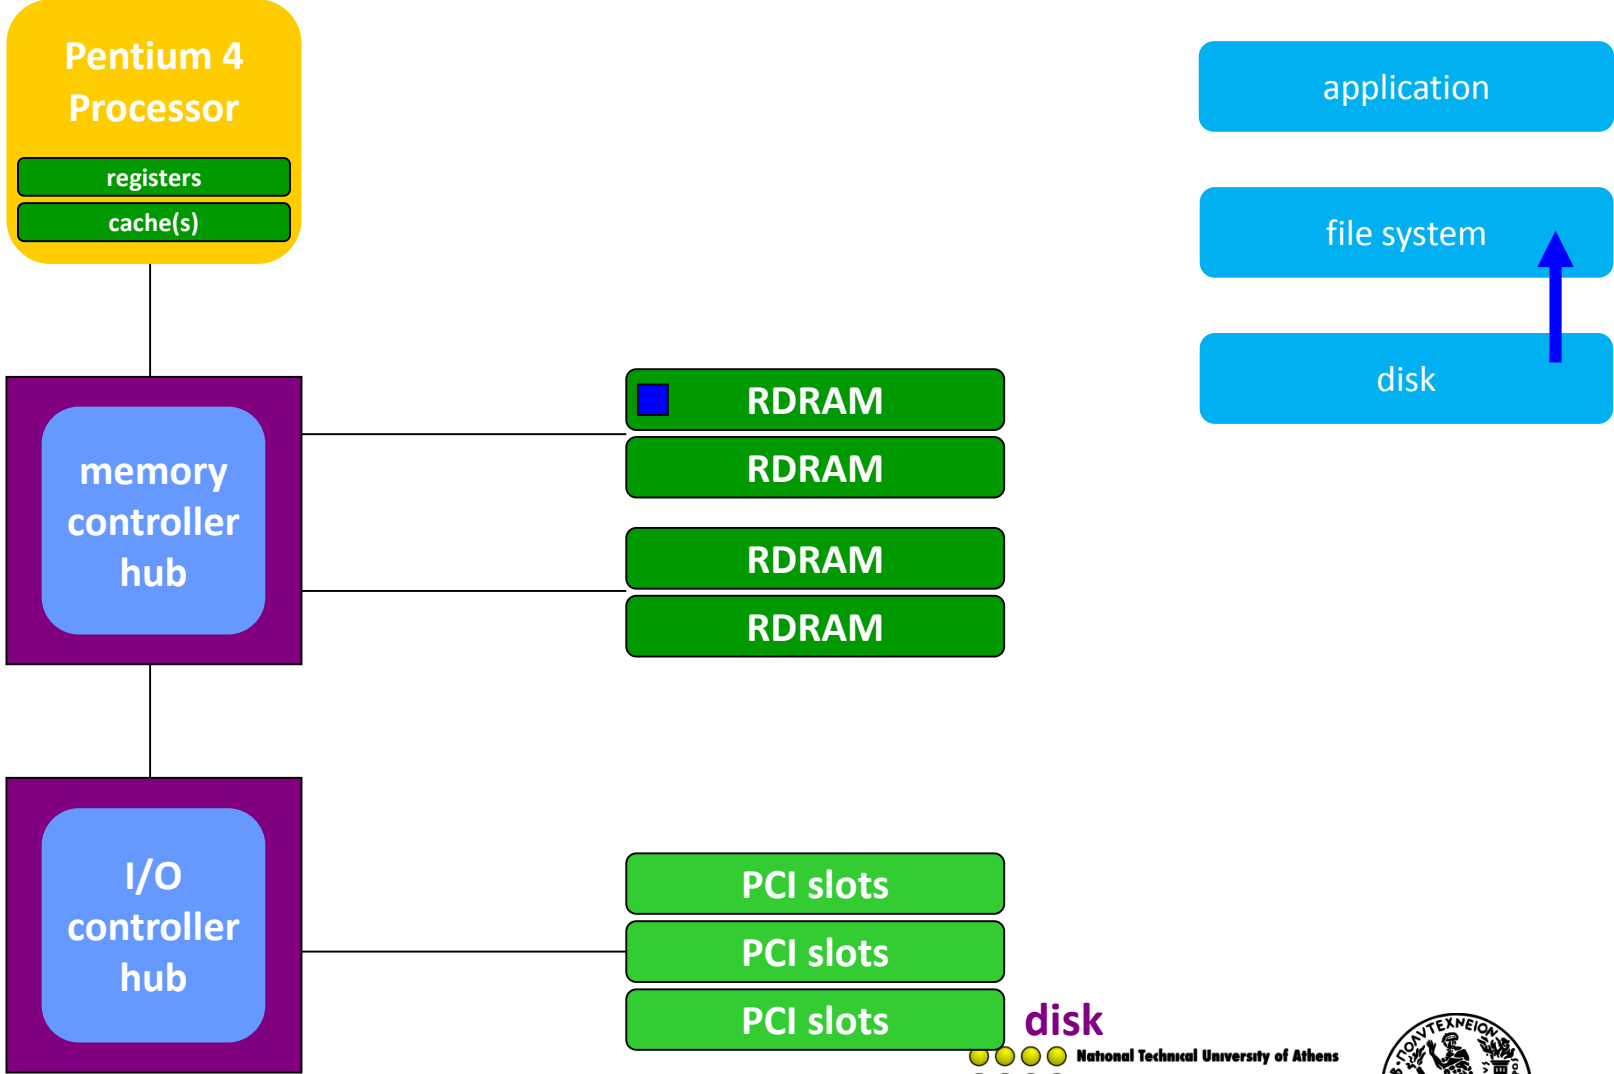 Pentium 4
Processor
registers
cache(s)
application
file system
disk
memory
controller
hub
RDRAM
RDRAM
RDRAM
RDRAM
I/O
controller
hub
PCI slots
PCI slots
PCI slots
disk
National Technical University of Athens